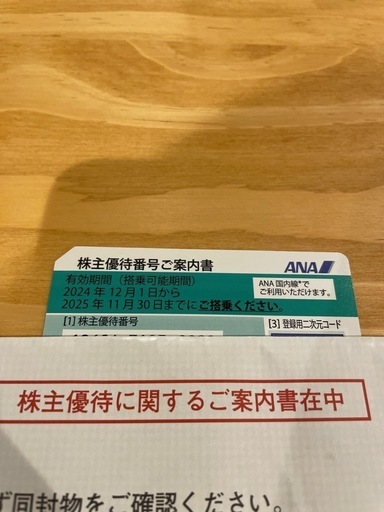 株主優待番号ご案内書
ANA
有効期間（搭乗可能期間）
2024年12月1日から
2025年11月30日までにご搭乗ください。
ANA国内線*で
ご利用いただけます。
[1] 株主優待番号
[3] 登録用二次元コード
株主優待に関するご案内書在中
ず同封物をご確認ください。